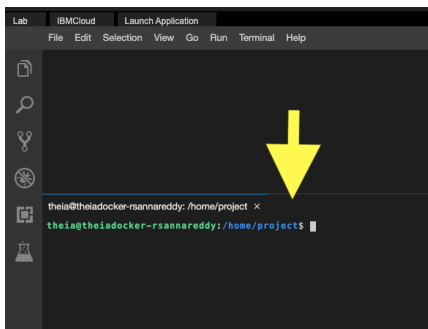 Lab IBMCloud Launch Application
File Edit Selection View Go Run Terminal Help
theia@theiadocker-rsannareddy: /home/project ×
theia@theiadocker-rsannareddy:/home/project$